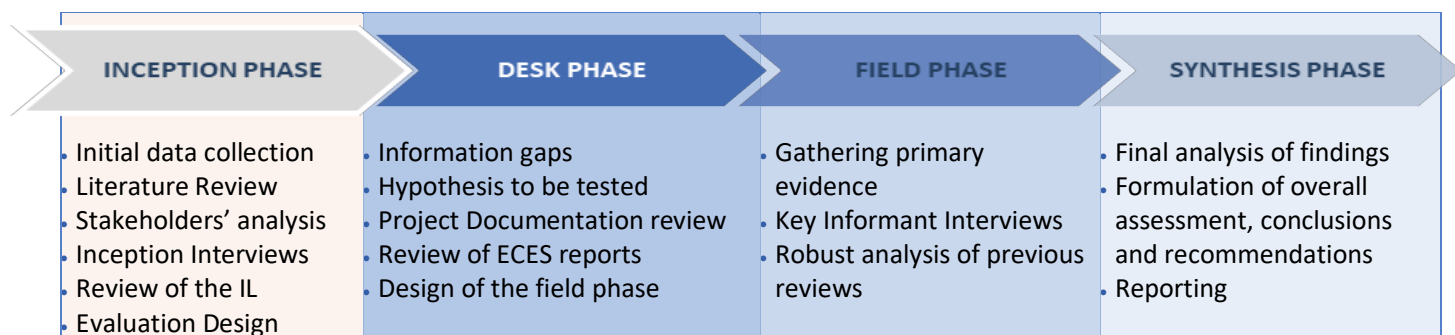 INCEPTION PHASE
Initial data collection
Literature Review
Stakeholders’ analysis
Inception Interviews
Review of the IL
Evaluation Design
DESK PHASE
Information gaps
Hypothesis to be tested
Project Documentation review
Review of ECES reports
Design of the field phase
FIELD PHASE
Gathering primary
evidence
Key Informant Interviews
Robust analysis of previous
reviews
SYNTHESIS PHASE
Final analysis of findings
Formulation of overall
assessment, conclusions
and recommendations
Reporting